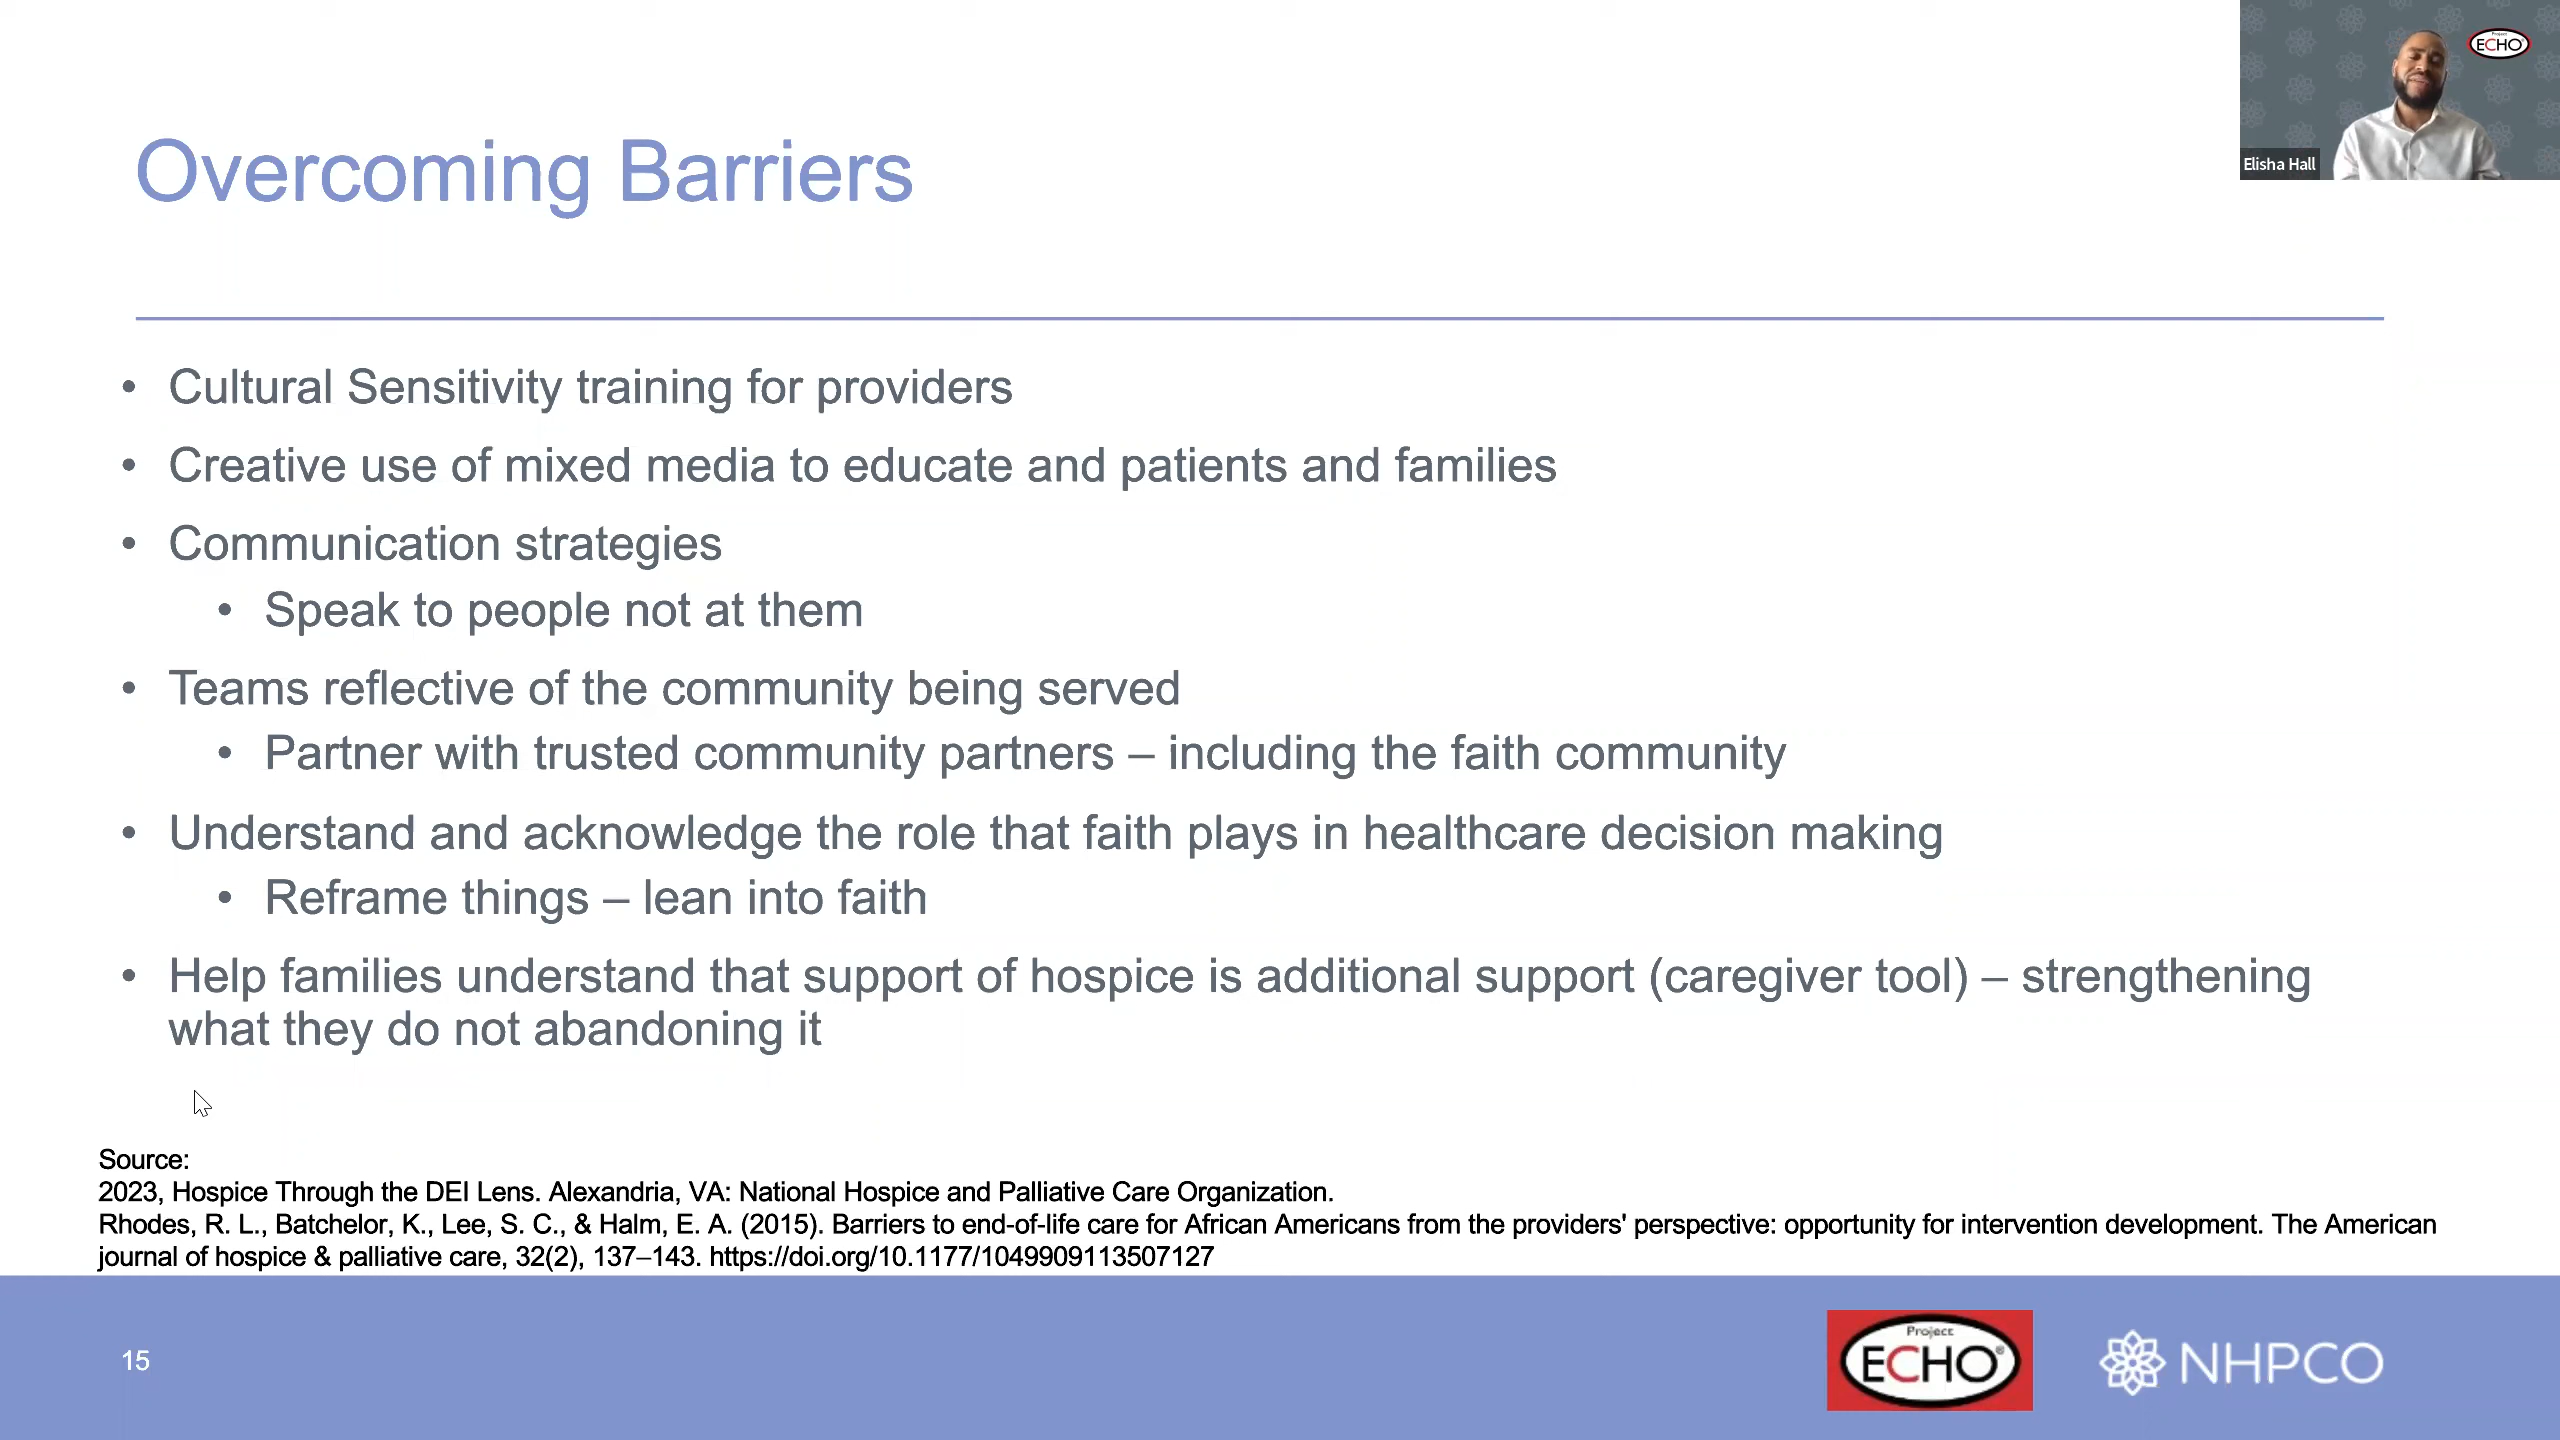 Project
ECHO
Elisha Hall
Overcoming Barriers
• Cultural Sensitivity training for providers
• Creative use of mixed media to educate and patients and families
• Communication strategies
• Speak to people not at them
• Teams reflective of the community being served
• Partner with trusted community partners – including the faith community
• Understand and acknowledge the role that faith plays in healthcare decision making
• Reframe things – lean into faith
• Help families understand that support of hospice is additional support (caregiver tool) – strengthening
what they do not abandoning it
Source:
2023, Hospice Through the DEI Lens. Alexandria, VA: National Hospice and Palliative Care Organization.
Rhodes, R. L., Batchelor, K., Lee, S. C., & Halm, E. A. (2015). Barriers to end-of-life care for African Americans from the providers' perspective: opportunity for intervention development. The American
journal of hospice & palliative care, 32(2), 137–143. https://doi.org/10.1177/1049909113507127
15
Project
ECHO®
NHPCO